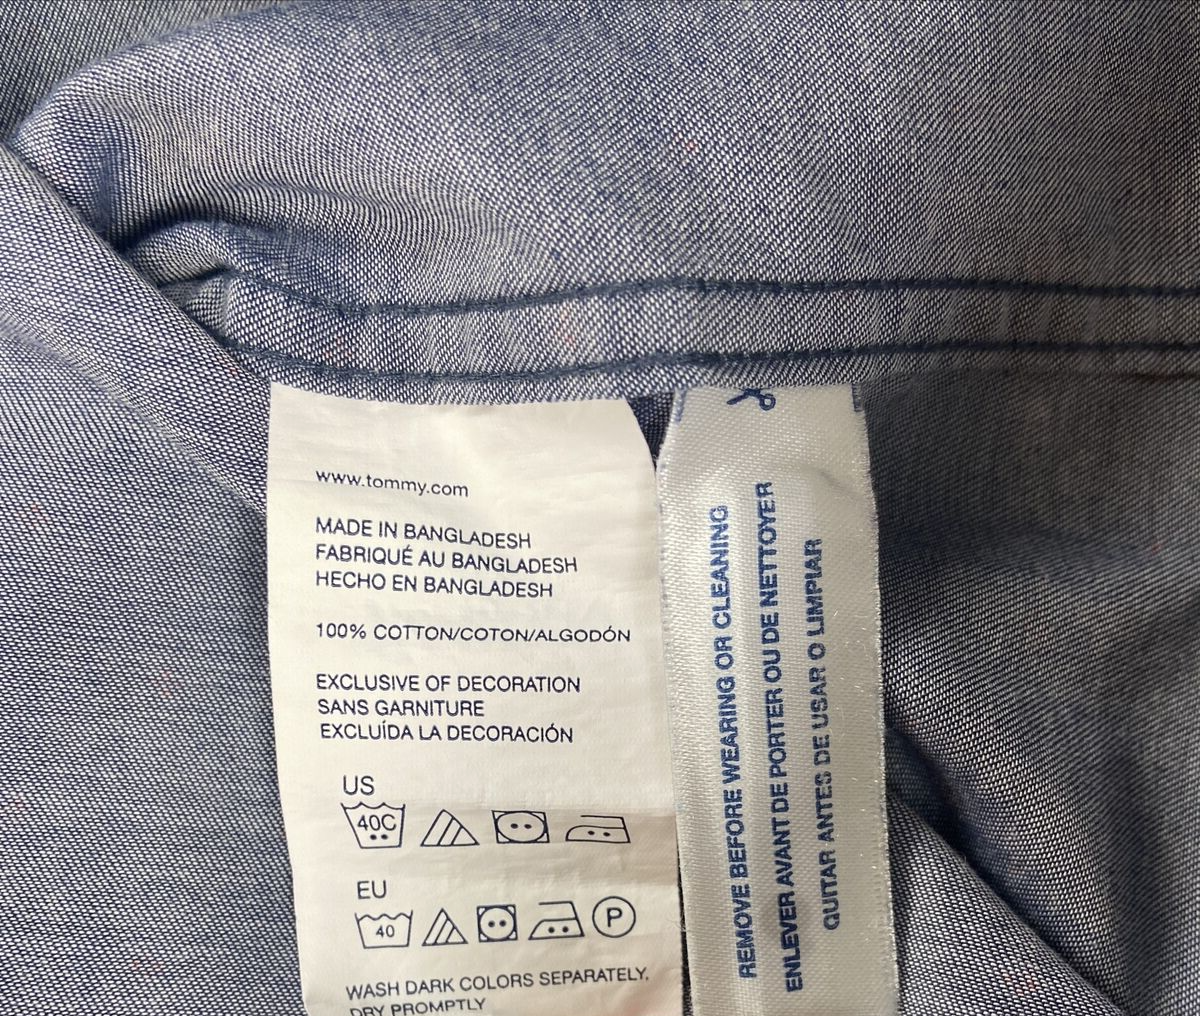 www.tommy.com
MADE IN BANGLADESH
FABRIQUÉ AU BANGLADESH
HECHO EN BANGLADESH
100% COTTON/COTON/ALGODÓN
EXCLUSIVE OF DECORATION
SANS GARNITURE
EXCLUÍDA LA DECORACIÓN
US
40C
EU
40
P
WASH DARK COLORS SEPARATELY,
DRY PROMPTLY
REMOVE BEFORE WEARING OR CLEANING
ENLEVER AVANT DE PORTER OU DE NETTOYER
QUITAR ANTES DE USAR O LIMPIAR